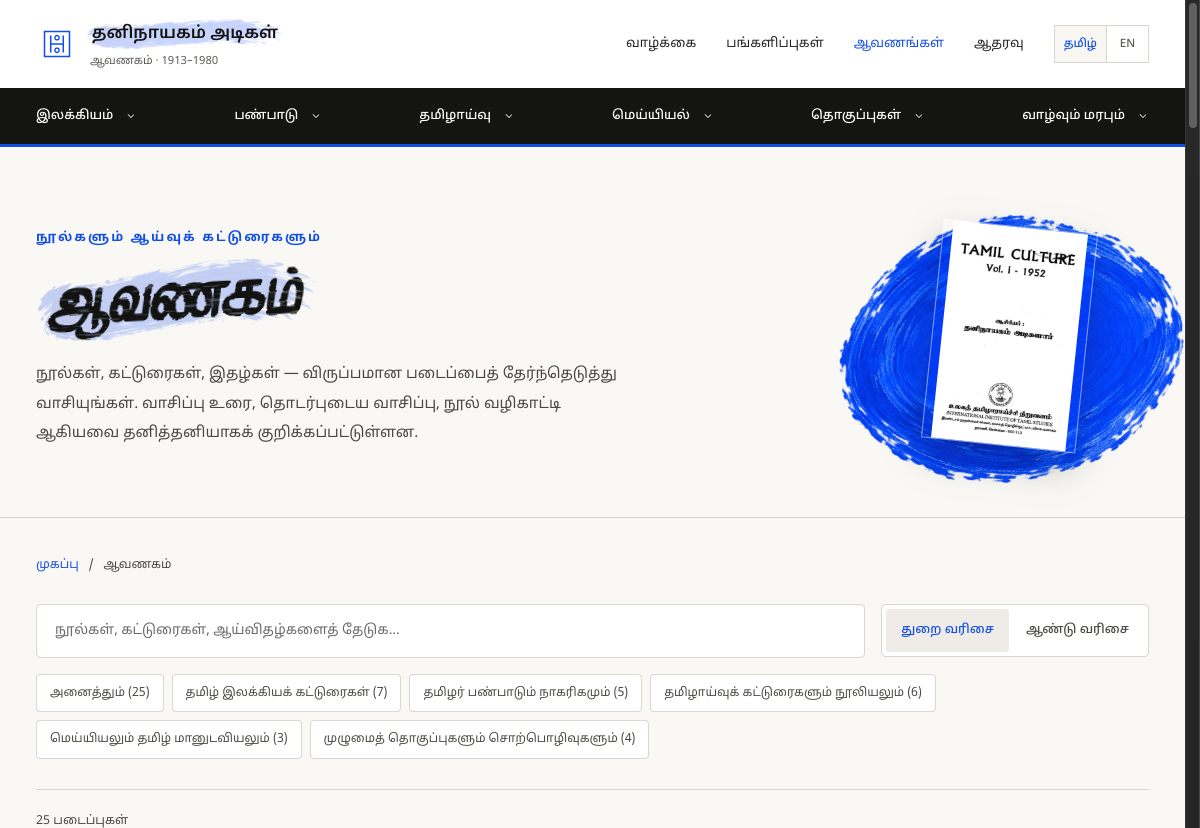 தனிநாயகம் அடிகள்
ஆவணகம் · 1913–1980
வாழ்க்கை பங்களிப்புகள் ஆவணங்கள் ஆதரவு தமிழ் EN
இலக்கியம் பண்பாடு தமிழாய்வு மெய்யியல் தொகுப்புகள் வாழ்வும் மரபும்
நூல்களும் ஆய்வுக் கட்டுரைகளும்
ஆவணகம்
நூல்கள், கட்டுரைகள், இதழ்கள் — விருப்பமான படைப்பைத் தேர்ந்தெடுத்து
வாசியுங்கள். வாசிப்பு உரை, தொடர்புடைய வாசிப்பு, நூல் வழிகாட்டி
ஆகியவை தனித்தனியாகக் குறிக்கப்பட்டுள்ளன.
TAMIL CULTURE
Vol. I - 1952
ஆசிரியர் :
தனிநாயகம் அடிகளார்
உலகத் தமிழாராய்ச்சி நிறுவனம்
INTERNATIONAL INSTITUTE OF TAMIL STUDIES
முகப்பு / ஆவணகம்
நூல்கள், கட்டுரைகள், ஆய்விதழ்களைத் தேடுக...
துறை வரிசை ஆண்டு வரிசை
அனைத்தும் (25) தமிழ் இலக்கியக் கட்டுரைகள் (7) தமிழர் பண்பாடும் நாகரிகமும் (5) தமிழாய்வுக் கட்டுரைகளும் நூலியலும் (6)
மெய்யியலும் தமிழ் மானுடவியலும் (3) முழுமைத் தொகுப்புகளும் சொற்பொழிவுகளும் (4)
25 படைப்புகள்